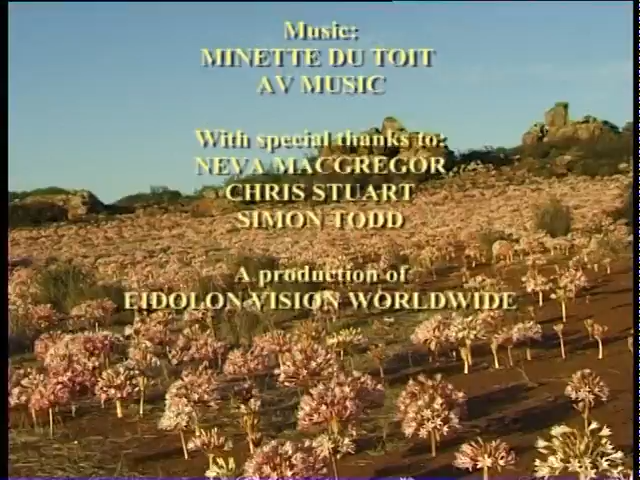 Music:
MINETTE DU TOIT
AV MUSIC
With special thanks to:
NEVA MACGREGOR
CHRIS STUART
SIMON TODD
A production of
EIDOLON-VISION WORLDWIDE